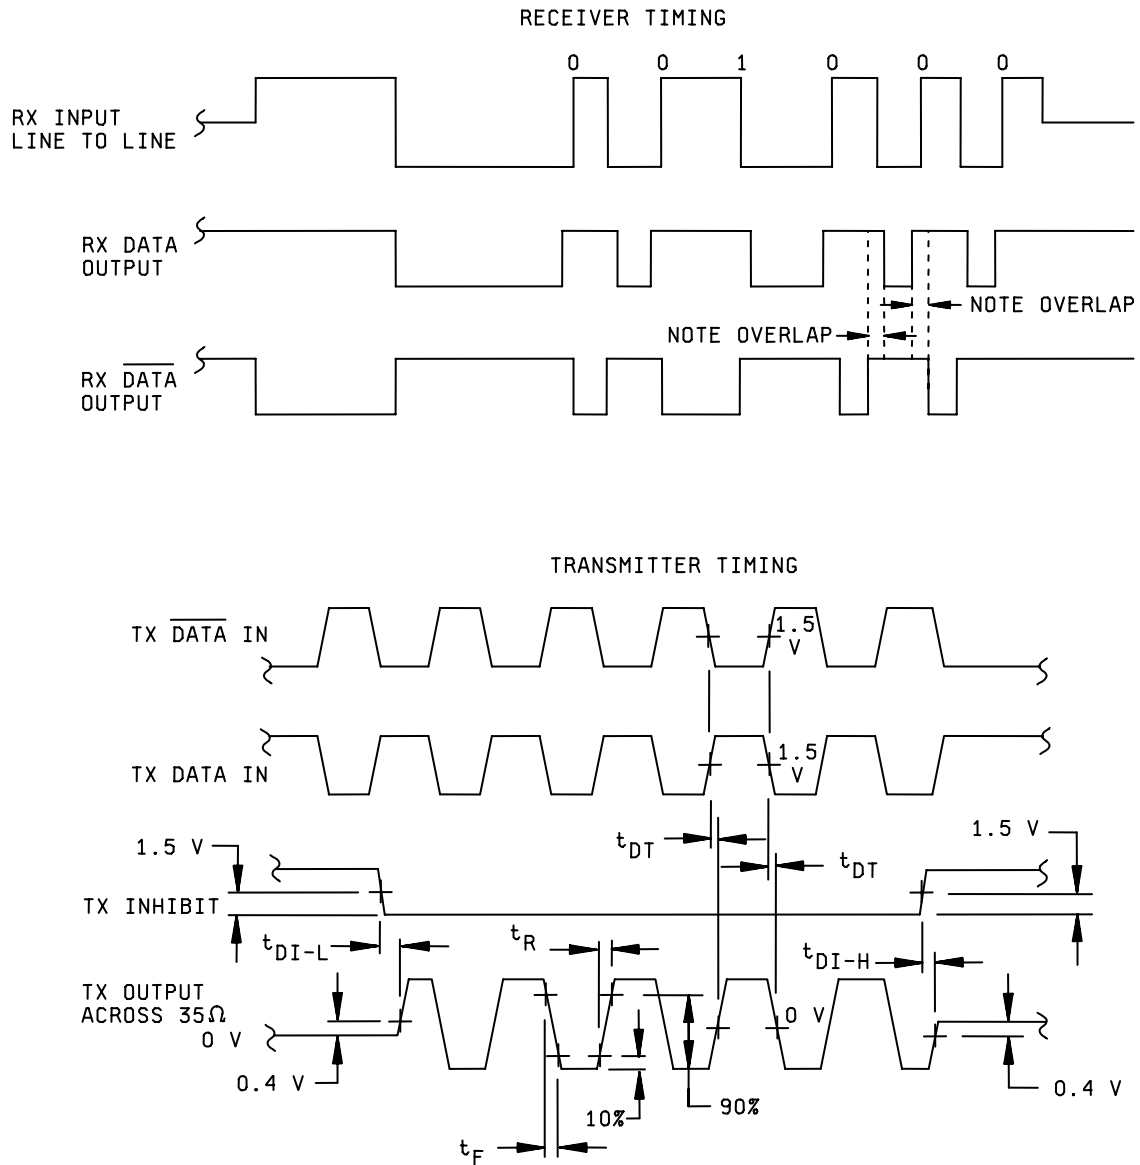 RECEIVER TIMING
0 0 1 0 0 0
RX INPUT
LINE TO LINE
RX DATA
OUTPUT
NOTE OVERLAP
NOTE OVERLAP
RX DATA
OUTPUT
TRANSMITTER TIMING
TX DATA IN
1.5
V
TX DATA IN
1.5
V
tDT
tDT
1.5 V
1.5 V
TX INHIBIT
tDI-L
tR
tDI-H
TX OUTPUT
ACROSS 35Ω
0 V
0 V
0.4 V
10%
90%
0.4 V
tF